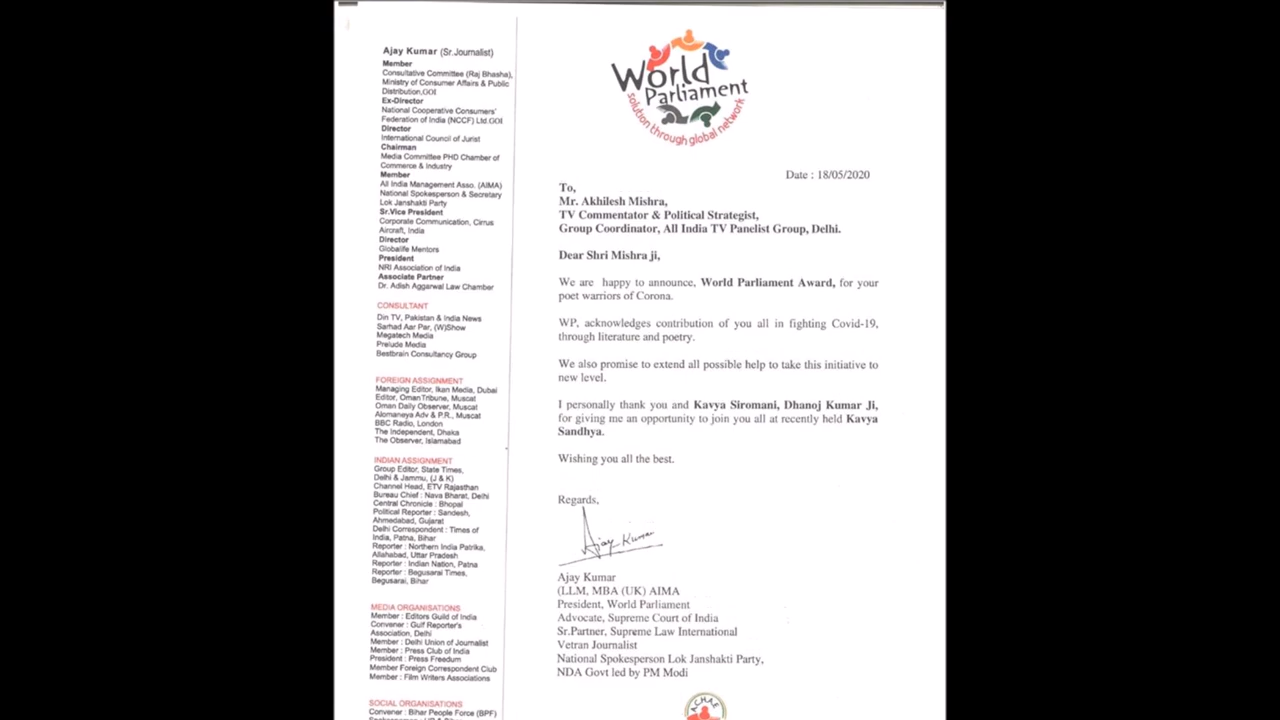 Ajay Kumar (Sr.Journalist)
Member
Consultative Committee (Raj Bhasha),
Ministry of Consumer Affairs & Public
Distribution,GOI
Ex-Director
National Cooperative Consumers'
Federation of India (NCCF) Ltd.GOI
Director
International Council of Jurist
Chairman
Media Committee PHD Chamber of
Commerce & Industry
Member
All India Management Asso. (AIMA)
National Spokesperson & Secretary
Lok Janshakti Party
Sr.Vice President
Corporate Communication, Cirrus
Aircraft, India
Director
Globalife Mentors
President
NRI Association of India
Associate Partner
Dr. Adish Aggarwal Law Chamber
CONSULTANT
Din TV, Pakistan & India News
Sarhad Aar Par, (W)Show
Megatech Media
Prelude Media
Bestbrain Consultancy Group
FOREIGN ASSIGNMENT
Managing Editor, Ikan Media, Dubai
Editor, OmanTribune, Muscat
Oman Daily Observer, Muscat
Alomaneya Adv & P.R., Muscat
BBC Radio, London
The Independent, Dhaka
The Observer, Islamabad
INDIAN ASSIGNMENT
Group Editor, State Times,
Delhi & Jammu, (J & K)
Channel Head, ETV Rajasthan
Bureau Chief : Nava Bharat, Delhi
Central Chronicle : Bhopal
Political Reporter : Sandesh,
Ahmedabad, Gujarat
Delhi Correspondent : Times of
India, Patna, Bihar
Reporter : Northern India Patrika,
Allahabad, Uttar Pradesh
Reporter : Indian Nation, Patna
Reporter : Begusarai Times,
Begusarai, Bihar
MEDIA ORGANISATIONS
Member : Editors Guild of India
Convener : Gulf Reporter's
Association, Delhi
Member : Delhi Union of Journalist
Member : Press Club of India
President : Press Freedom
Member Foreign Correspondent Club
Member : Film Writers Associations
SOCIAL ORGANISATIONS
Convener : Bihar People Force (BPF)
World
Parliament
solution through global network
Date : 18/05/2020
To,
Mr. Akhilesh Mishra,
TV Commentator & Political Strategist,
Group Coordinator, All India TV Panelist Group, Delhi.
Dear Shri Mishra ji,
We are happy to announce, World Parliament Award, for your
poet warriors of Corona.
WP, acknowledges contribution of you all in fighting Covid-19,
through literature and poetry.
We also promise to extend all possible help to take this initiative to
new level.
I personally thank you and Kavya Siromani, Dhanoj Kumar Ji,
for giving me an opportunity to join you all at recently held Kavya
Sandhya.
Wishing you all the best.
Regards,
Ajay Kumar
Ajay Kumar
(LLM, MBA (UK) AIMA
President, World Parliament
Advocate, Supreme Court of India
Sr.Partner, Supreme Law International
Vetran Journalist
National Spokesperson Lok Janshakti Party,
NDA Govt led by PM Modi
ACHAE